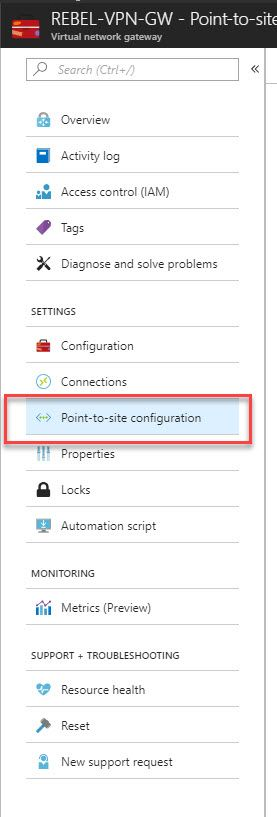 REBEL-VPN-GW - Point-to-site
Virtual network gateway
Search (Ctrl+/)
Overview
Activity log
Access control (IAM)
Tags
Diagnose and solve problems
SETTINGS
Configuration
Connections
Point-to-site configuration
Properties
Locks
Automation script
MONITORING
Metrics (Preview)
SUPPORT + TROUBLESHOOTING
Resource health
Reset
New support request